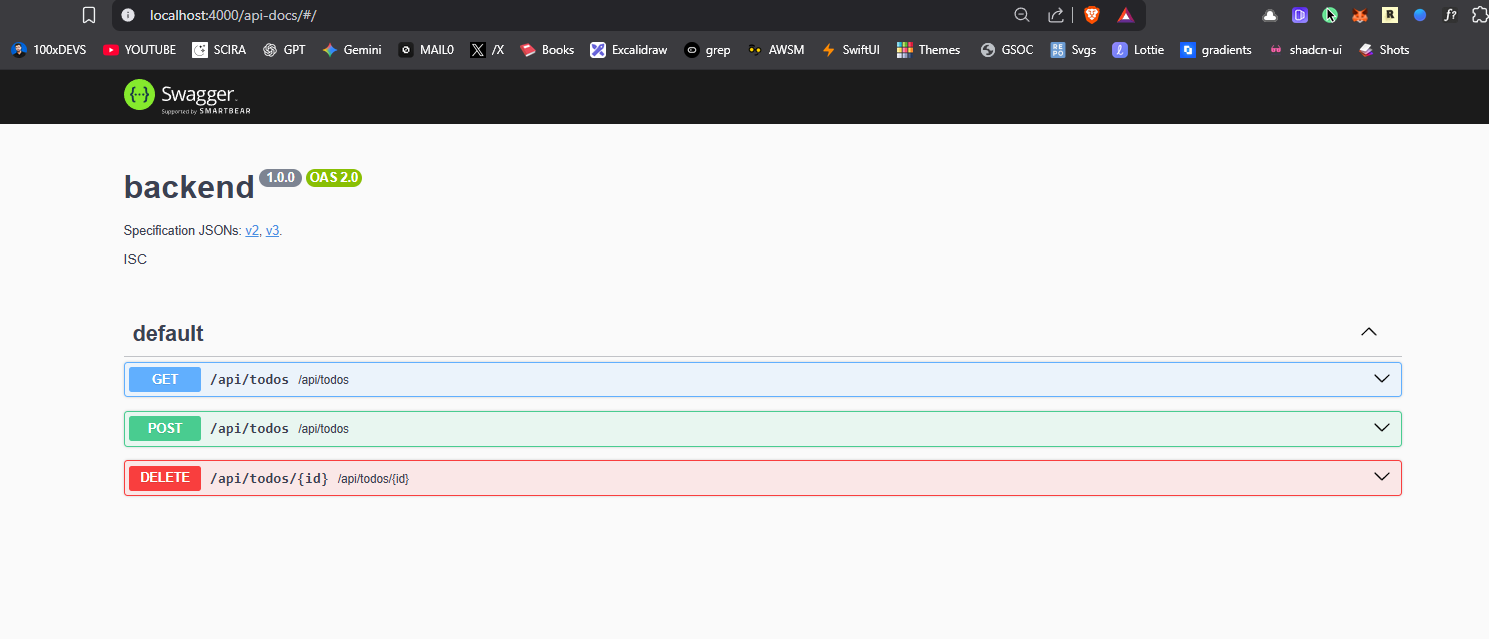 localhost:4000/api-docs/#/
100xDEVS YOUTUBE SCIRA GPT Gemini MAIL0 /X Books Excalidraw grep AWSM SwiftUI Themes GSOC Svgs Lottie gradients shadcn-ui Shots
Swagger.
Supported by SMARTBEAR
backend 1.0.0 OAS 2.0
Specification JSONs: v2, v3.
ISC
default
GET /api/todos /api/todos
POST /api/todos /api/todos
DELETE /api/todos/{id} /api/todos/{id}